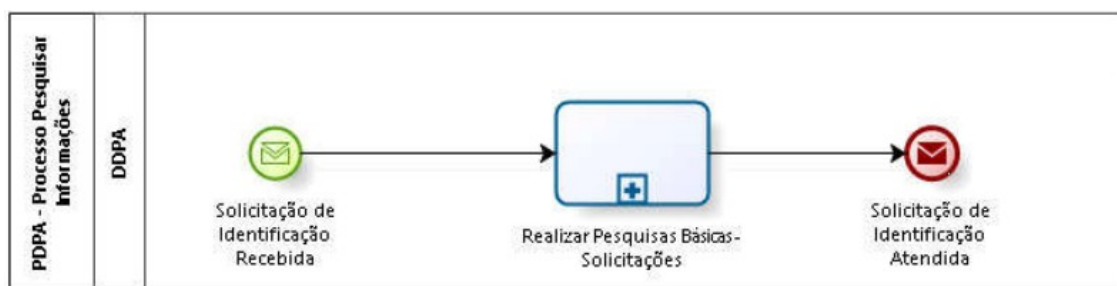 PDPA - Processo Pesquisar
Informações
DDPA
Solicitação de
Identificação
Recebida
Realizar Pesquisas Básicas-
Solicitações
Solicitação de
Identificação
Atendida